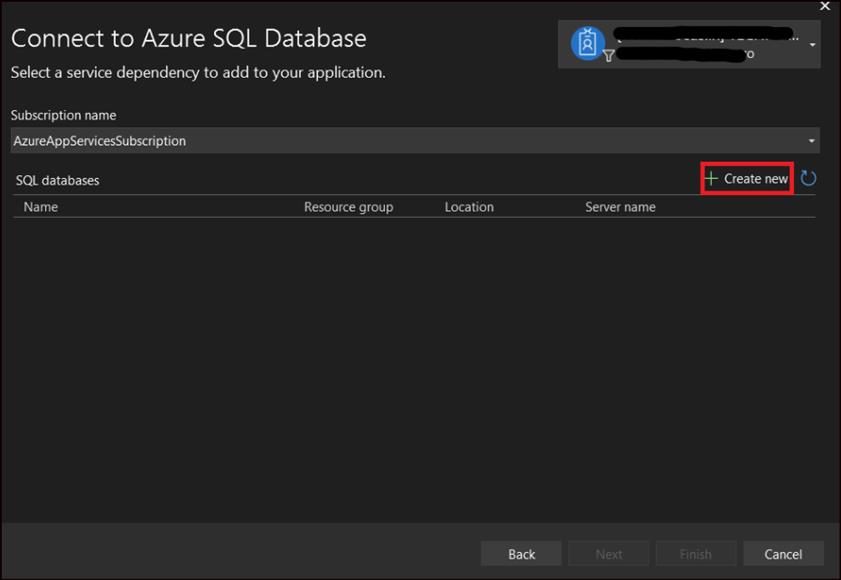 Connect to Azure SQL Database
Select a service dependency to add to your application.
Subscription name
AzureAppServicesSubscription
SQL databases
Create new
Name Resource group Location Server name
Back Next Finish Cancel